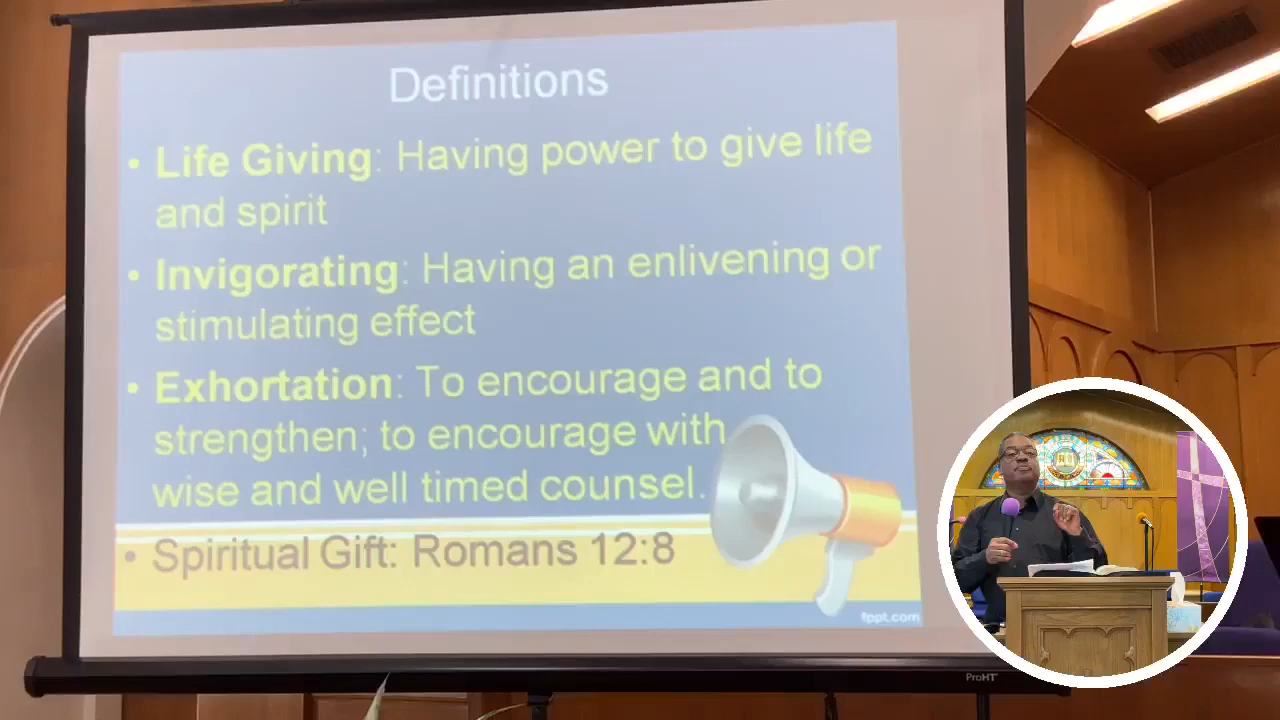 Definitions
• Life Giving: Having power to give life
and spirit
• Invigorating: Having an enlivening or
stimulating effect
• Exhortation: To encourage and to
strengthen; to encourage with
wise and well timed counsel.
• Spiritual Gift: Romans 12:8
fppt.com
ProHT